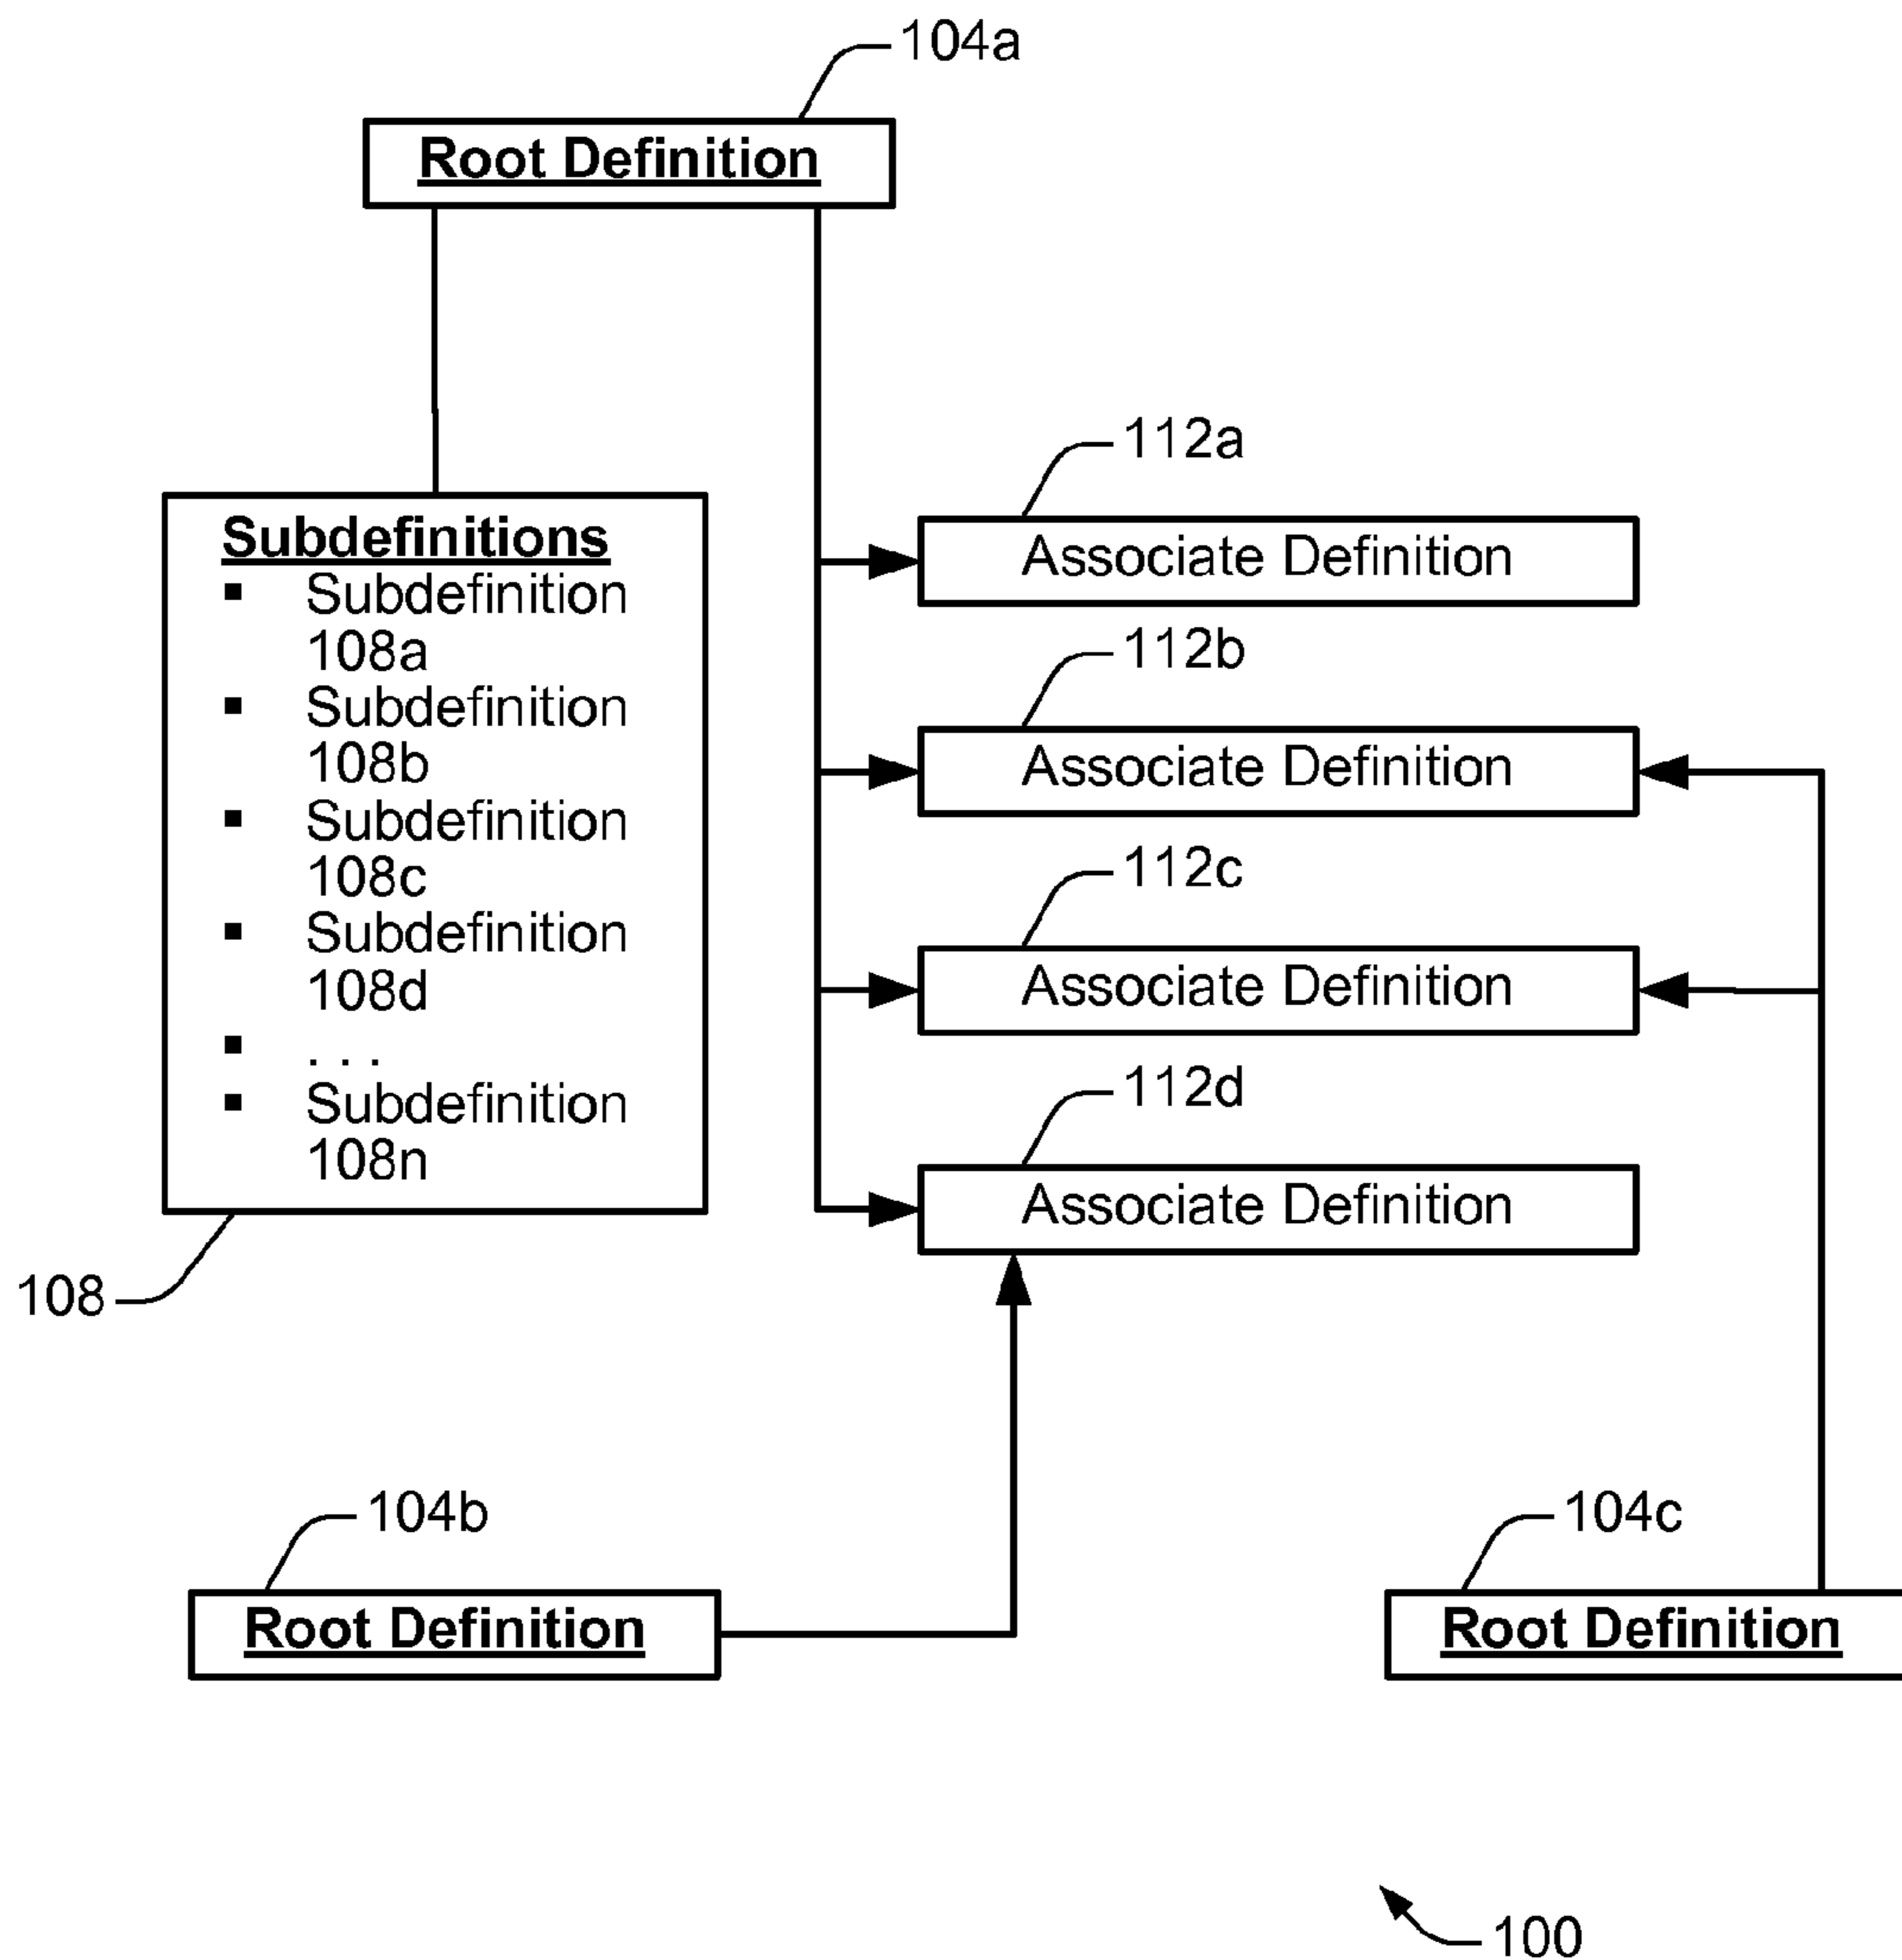 104a
Root Definition
112a
Associate Definition
Subdefinitions
▪ Subdefinition
108a
▪ Subdefinition
108b
▪ Subdefinition
108c
▪ Subdefinition
108d
▪ . . .
▪ Subdefinition
108n
112b
Associate Definition
112c
Associate Definition
112d
Associate Definition
108
104b
Root Definition
104c
Root Definition
100